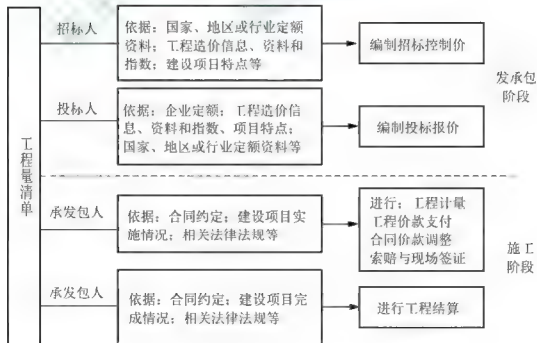 工程量清单
招标人
依据：国家、地区或行业定额
资料；工程造价信息、资料和
指数；建设项目特点等
编制招标控制价
发承包
阶段
投标人
依据：企业定额；工程造价信
息、资料和指数、项目特点；
国家、地区或行业定额资料等
编制投标报价
承发包人
依据：合同约定；建设项目实
施情况；相关法律法规等
进行：工程计量
工程价款支付
合同价款调整
索赔与现场签证
施工
阶段
承发包人
依据：合同约定；建设项目完
成情况；相关法律法规等
进行工程结算